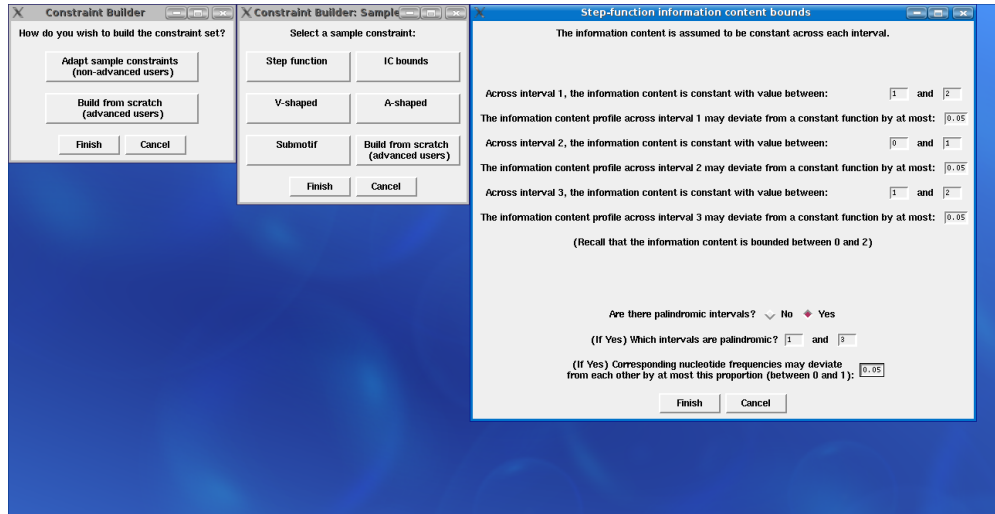 Constraint Builder
How do you wish to build the constraint set?
Adapt sample constraints
(non-advanced users)
Build from scratch
(advanced users)
Finish Cancel
Constraint Builder: Sample
Select a sample constraint:
Step function IC bounds
V-shaped A-shaped
Submotif Build from scratch
(advanced users)
Finish Cancel
Step-function information content bounds
The information content is assumed to be constant across each interval.
Across interval 1, the information content is constant with value between: 1 and 2
The information content profile across interval 1 may deviate from a constant function by at most: 0.05
Across interval 2, the information content is constant with value between: 0 and 1
The information content profile across interval 2 may deviate from a constant function by at most: 0.05
Across interval 3, the information content is constant with value between: 1 and 2
The information content profile across interval 3 may deviate from a constant function by at most: 0.05
(Recall that the information content is bounded between 0 and 2)
Are there palindromic intervals? No Yes
(If Yes) Which intervals are palindromic? 1 and 3
(If Yes) Corresponding nucleotide frequencies may deviate
from each other by at most this proportion (between 0 and 1): 0.05
Finish Cancel